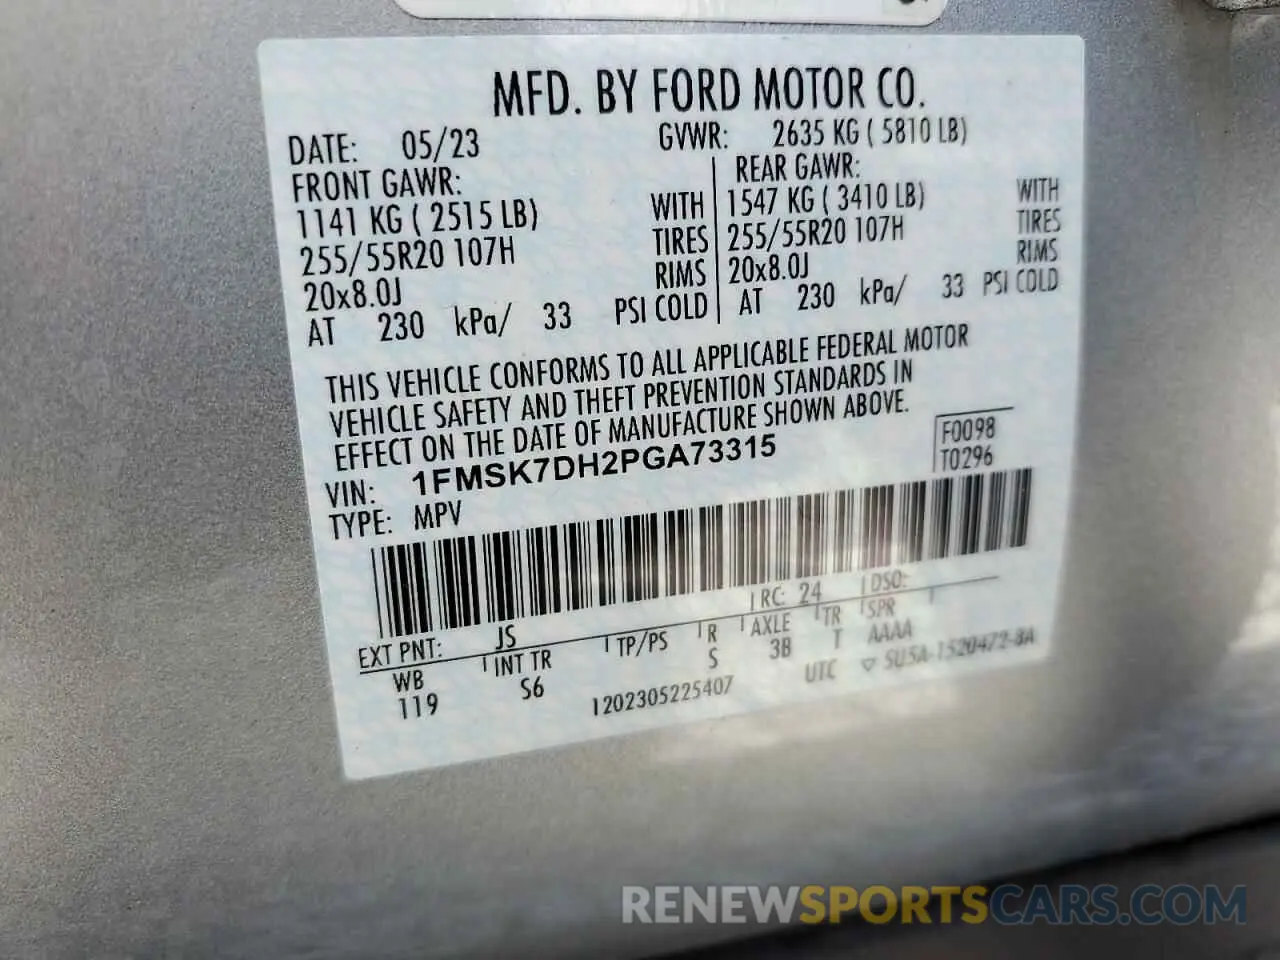 MFD. BY FORD MOTOR CO.
DATE: 05/23 GVWR: 2635 KG ( 5810 LB)
FRONT GAWR: REAR GAWR:
1141 KG ( 2515 LB) WITH 1547 KG ( 3410 LB) WITH
255/55R20 107H TIRES 255/55R20 107H TIRES
20x8.0J RIMS 20x8.0J RIMS
AT 230 kPa/ 33 PSI COLD AT 230 kPa/ 33 PSI COLD
THIS VEHICLE CONFORMS TO ALL APPLICABLE FEDERAL MOTOR
VEHICLE SAFETY AND THEFT PREVENTION STANDARDS IN
EFFECT ON THE DATE OF MANUFACTURE SHOWN ABOVE.
VIN: 1FMSK7DH2PGA73315 F0098
TYPE: MPV T0296
EXT PNT: JS RC: 24 DSO:
WB INT TR TP/PS R AXLE TR SPR
119 S6 S 3B T AAAA
1202305225407 UTC ▽ SU5A-1520472-BA
RENEWSPORTSCARS.COM